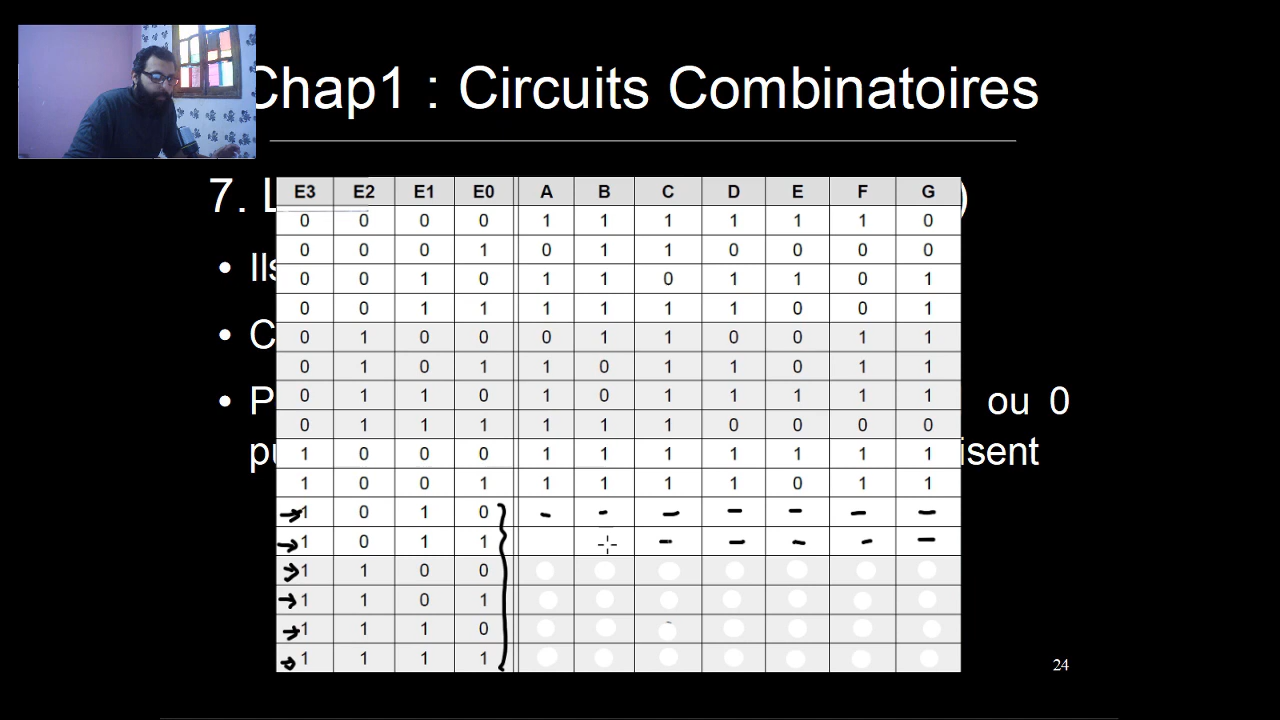 Chap1 : Circuits Combinatoires
7. L )
• Ils
• C
• P ou 0
pu isent
E3 E2 E1 E0 A B C D E F G
0 0 0 0 1 1 1 1 1 1 0
0 0 0 1 0 1 1 0 0 0 0
0 0 1 0 1 1 0 1 1 0 1
0 0 1 1 1 1 1 1 0 0 1
0 1 0 0 0 1 1 0 0 1 1
0 1 0 1 1 0 1 1 0 1 1
0 1 1 0 1 0 1 1 1 1 1
0 1 1 1 1 1 1 0 0 0 0
1 0 0 0 1 1 1 1 1 1 1
1 0 0 1 1 1 1 1 0 1 1
→1 0 1 0 - - - - - - -
→1 0 1 1 - - - - -
→1 1 0 0
→1 1 0 1
→1 1 1 0
→1 1 1 1
24